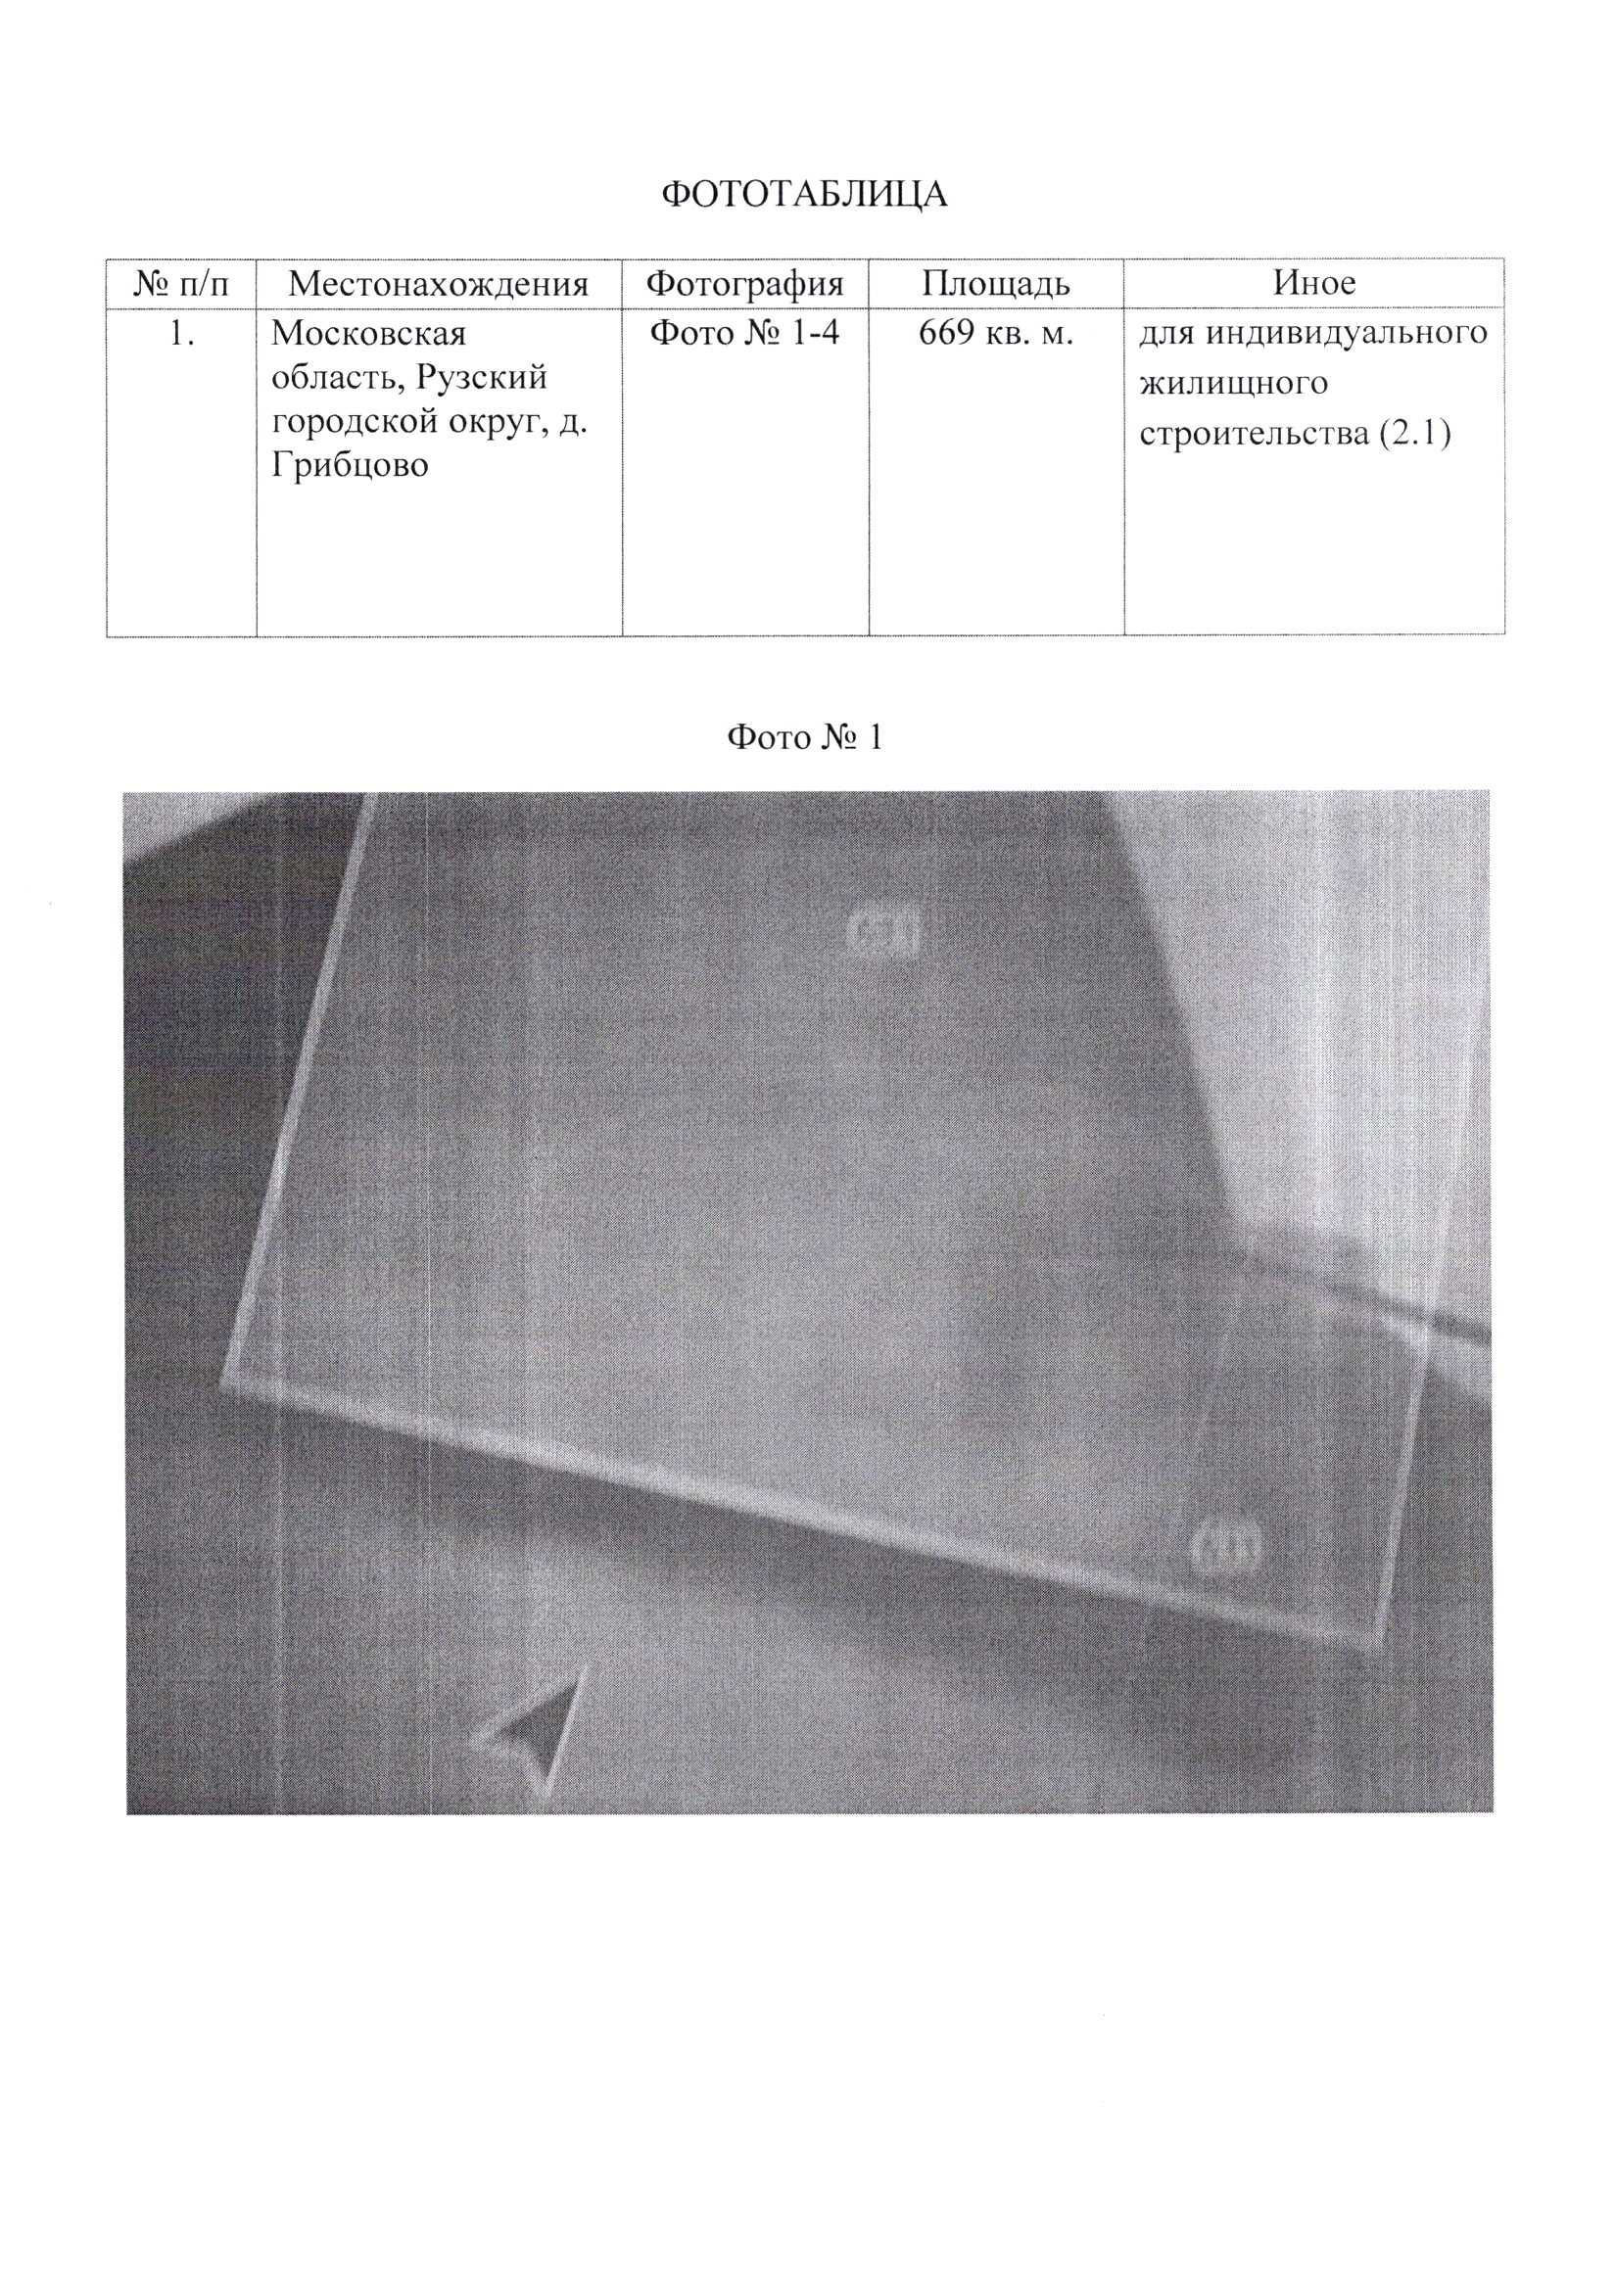 ФОТОТАБЛИЦА
№ п/п Местонахождения Фотография Площадь Иное
1. Московская область, Рузский городской округ, д. Грибцово Фото № 1-4 669 кв. м. для индивидуального жилищного строительства (2.1)
Фото № 1